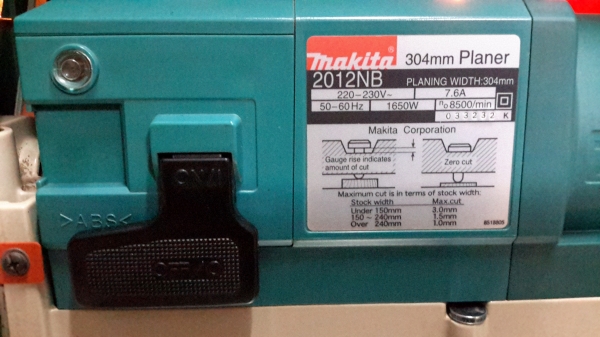 Makita 304mm Planer
2012NB PLANING WIDTH:304mm
220-230V~ 7.6A
50-60Hz 1650W n₀8500/min
033232 K
Makita Corporation
Gauge rise indicates
amount of cut
Zero cut
Maximum cut is in terms of stock width:
Stock width Max.cut
Under 150mm 3.0mm
150 - 240mm 1.5mm
Over 240mm 1.0mm
>ABS<
ON/I
OFF/O